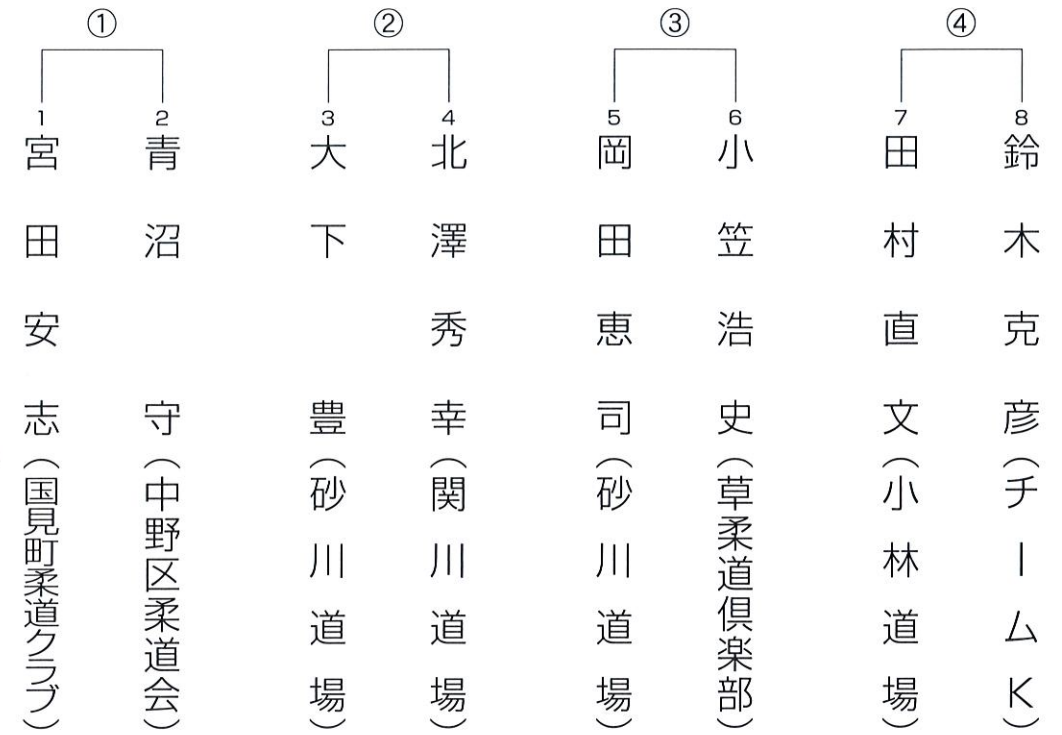 ①
1 宮田安志(国見町柔道クラブ)
2 青沼 守(中野区柔道会)
②
3 大下 豊(砂川道場)
4 北澤秀幸(関川道場)
③
5 岡田恵司(砂川道場)
6 小笠浩史(草柔道倶楽部)
④
7 田村直文(小林道場)
8 鈴木克彦(チームK)